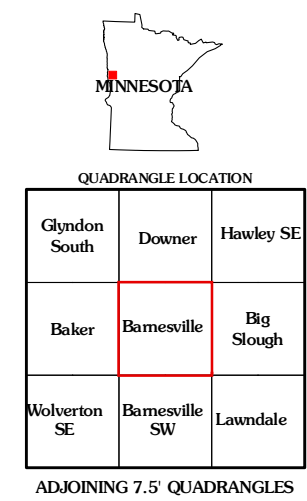 MINNESOTA
QUADRANGLE LOCATION
Glyndon
South
Downer
Hawley SE
Baker
Barnesville
Big
Slough
Wolverton
SE
Barnesville
SW
Lawndale
ADJOINING 7.5' QUADRANGLES